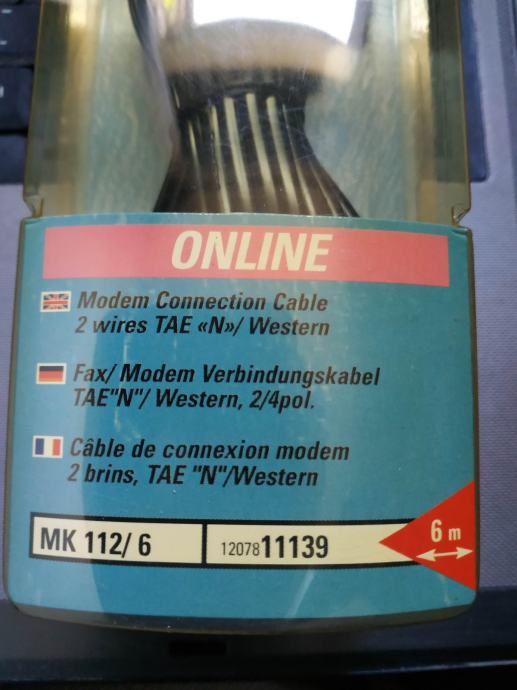 ONLINE
Modem Connection Cable
2 wires TAE «N»/ Western
Fax/ Modem Verbindungskabel
TAE"N"/ Western, 2/4pol.
Câble de connexion modem
2 brins, TAE "N"/Western
MK 112/ 6
1207811139
6 m